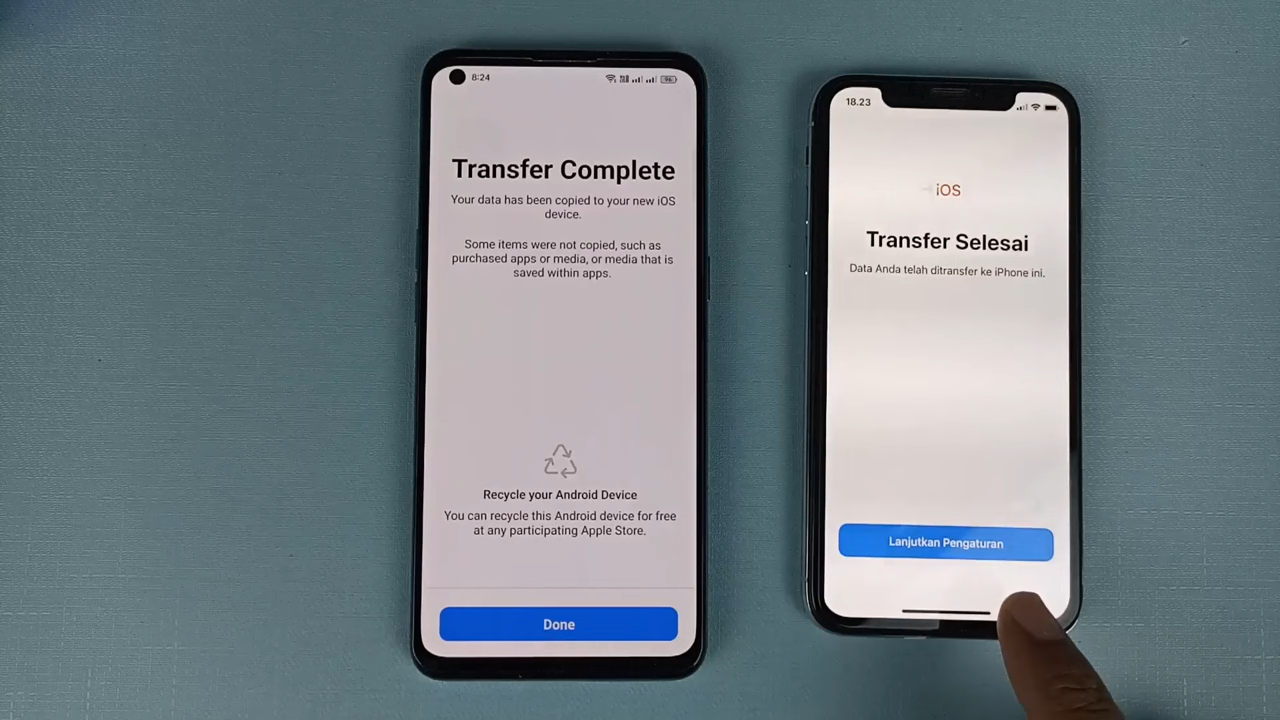 8:24
Transfer Complete
Your data has been copied to your new iOS
device.
Some items were not copied, such as
purchased apps or media, or media that is
saved within apps.
Recycle your Android Device
You can recycle this Android device for free
at any participating Apple Store.
Done
18.23
iOS
Transfer Selesai
Data Anda telah ditransfer ke iPhone ini.
Lanjutkan Pengaturan